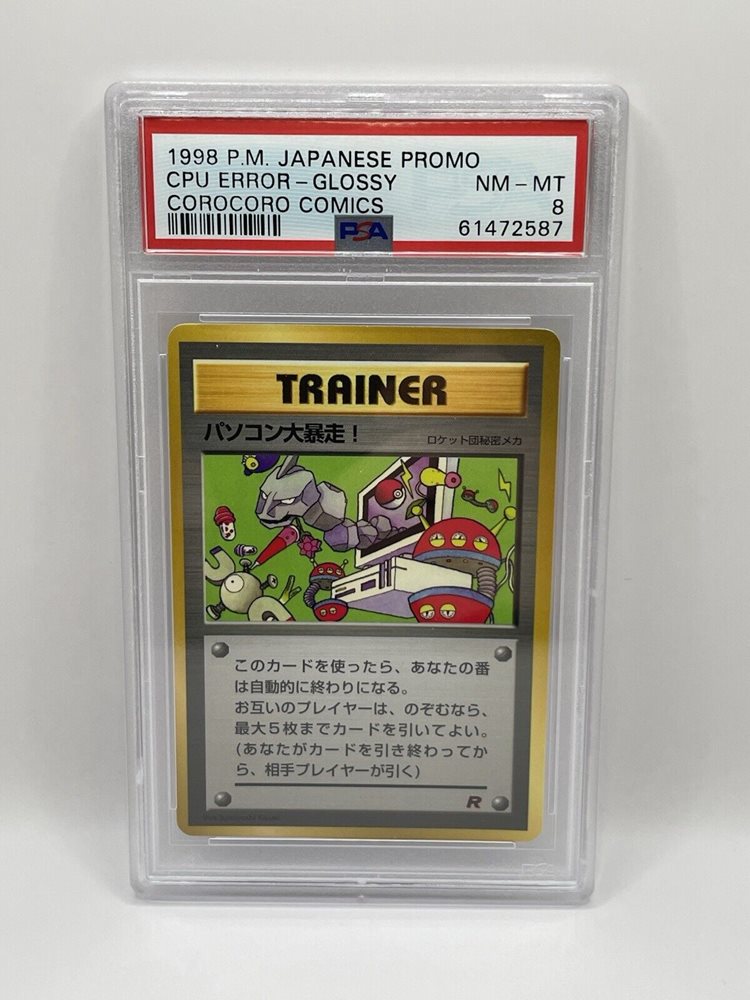 1998 P.M. JAPANESE PROMO
CPU ERROR - GLOSSY NM - MT
COROCORO COMICS 8
PSA 61472587
TRAINER
パソコン大暴走！ ロケット団秘密メカ
このカードを使ったら、あなたの番
は自動的に終わりになる。
お互いのプレイヤーは、のぞむなら、
最大5枚までカードを引いてよい。
(あなたがカードを引き終わってか
ら、相手プレイヤーが引く)
R